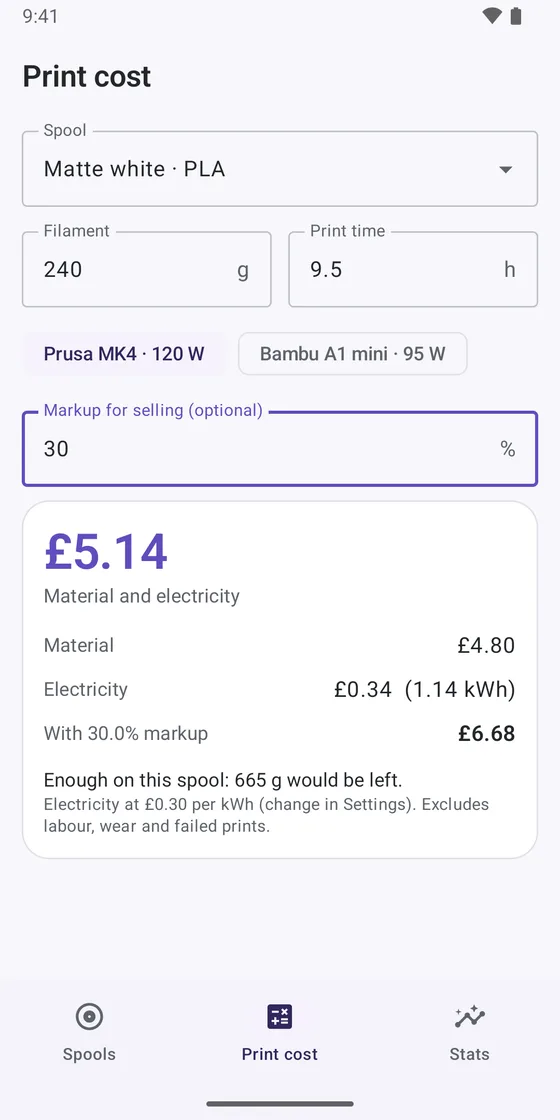 9:41
Print cost
Spool
Matte white · PLA
Filament
240 g
Print time
9.5 h
Prusa MK4 · 120 W
Bambu A1 mini · 95 W
Markup for selling (optional)
30 %
£5.14
Material and electricity
Material £4.80
Electricity £0.34 (1.14 kWh)
With 30.0% markup £6.68
Enough on this spool: 665 g would be left.
Electricity at £0.30 per kWh (change in Settings). Excludes
labour, wear and failed prints.
Spools
Print cost
Stats